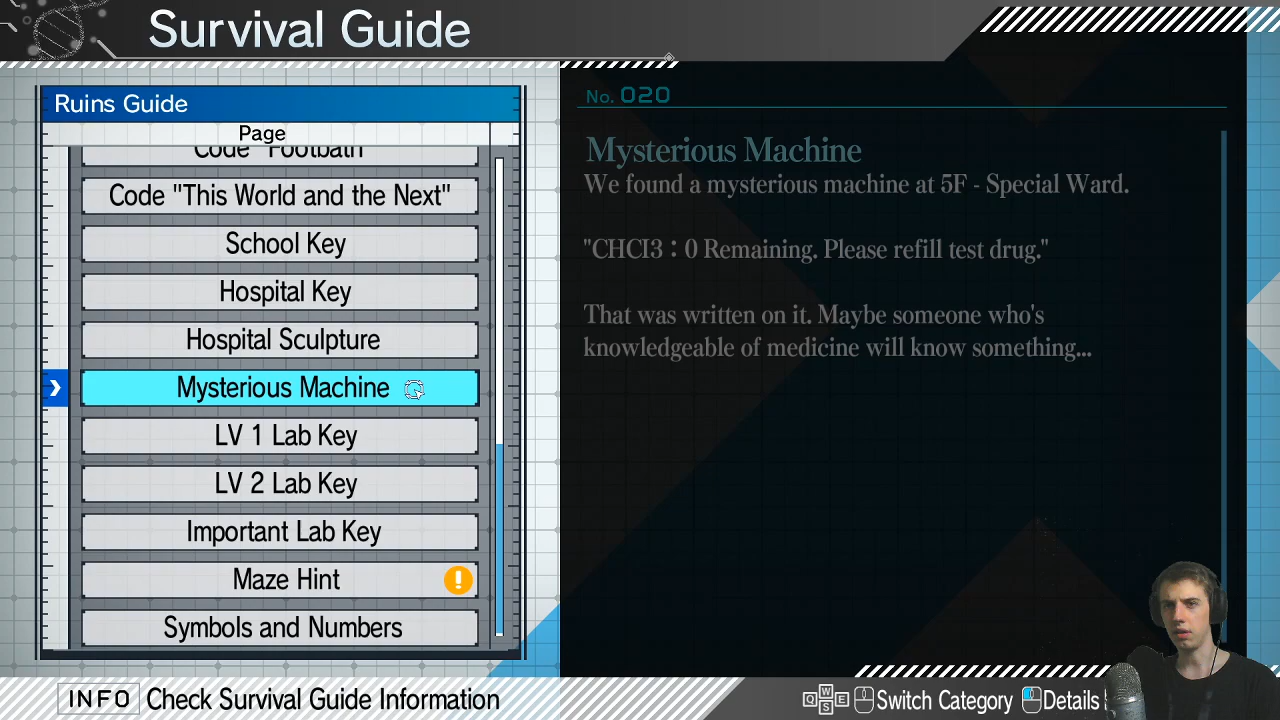 Survival Guide
Ruins Guide
Page
Code "Footbath"
Code "This World and the Next"
School Key
Hospital Key
Hospital Sculpture
Mysterious Machine
LV 1 Lab Key
LV 2 Lab Key
Important Lab Key
Maze Hint
!
Symbols and Numbers
No. 020
Mysterious Machine
We found a mysterious machine at 5F - Special Ward.
"CHCI3 : 0 Remaining. Please refill test drug."
That was written on it. Maybe someone who's
knowledgeable of medicine will know something...
INFO Check Survival Guide Information
Q W S E Switch Category Details